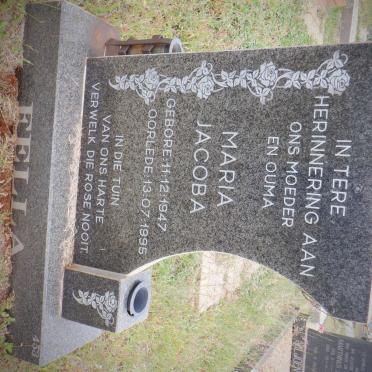 IN TERE
HERINNERING AAN
ONS MOEDER
EN OUMA
MARIA
JACOBA
GEBORE: 11-12-1947
OORLEDE: 13-07-1995
IN DIE TUIN
VAN ONS HARTE
VERWELK DIE ROSE NOOIT.